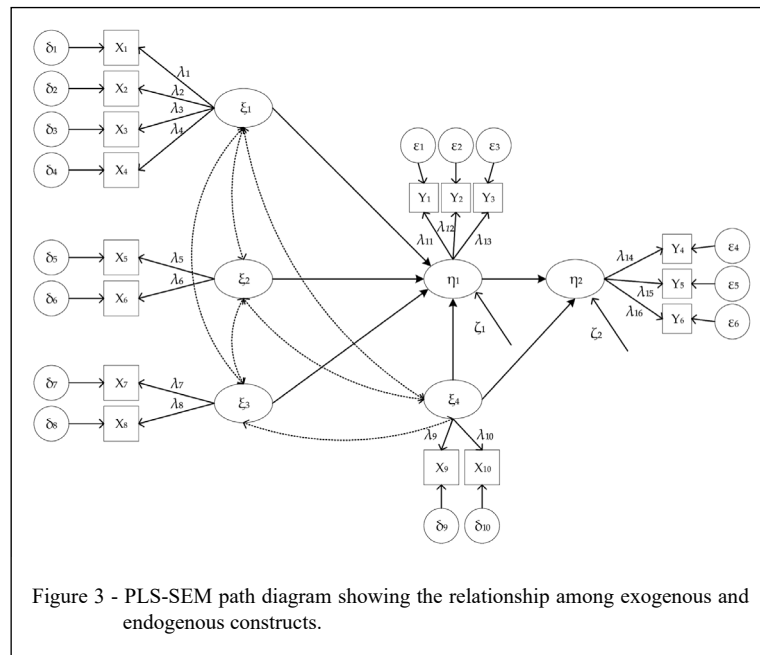 δ1 X1 λ1
δ2 X2 λ2
δ3 X3 λ3
δ4 X4 λ4
ξ1
ε1 ε2 ε3
Y1 Y2 Y3
λ11 λ12 λ13
δ5 X5 λ5
δ6 X6 λ6
ξ2
η1
η2
λ14 Y4 ε4
λ15 Y5 ε5
λ16 Y6 ε6
ζ1
ζ2
δ7 X7 λ7
δ8 X8 λ8
ξ3
ξ4
λ9 λ10
X9 X10
δ9 δ10
Figure 3 - PLS-SEM path diagram showing the relationship among exogenous and
endogenous constructs.